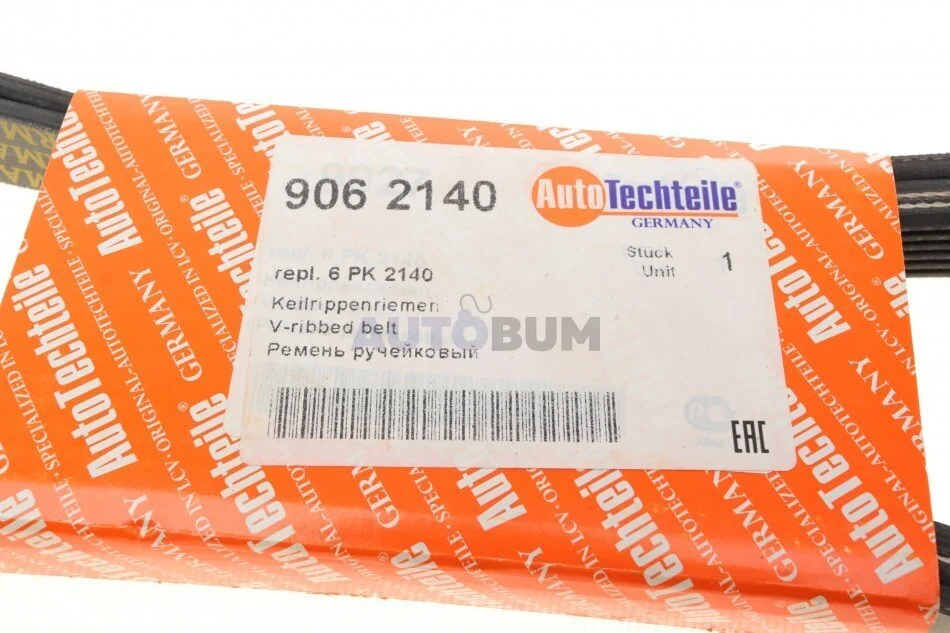 906 2140
AutoTechteile®
GERMANY
Stück
Unit
1
repl. 6 PK 2140
Keilrippenriemen
V-ribbed belt
Ремень ручейковый
AUTOBUM
EAC
AutoTechteile®
GERMANY
SPECIALIZED IN LCV · ORIGINAL-AUTOTECHTEILE